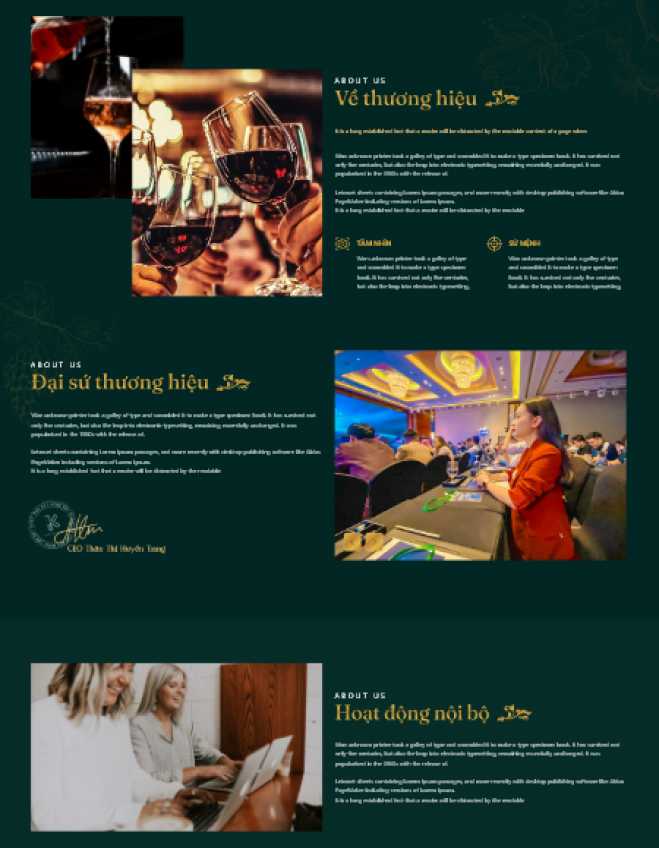 ABOUT US
Về thương hiệu
It is a long established fact that a reader will be distracted by the readable content of a page when
When unknown printer took a galley of type and scrambled it to make a type specimen book. It has survived not
only five centuries, but also the leap into electronic typesetting, remaining essentially unchanged. It was
popularised in the 1960s with the release of
Letraset sheets containing Lorem Ipsum passages, and more recently with desktop publishing software like Aldus
PageMaker including versions of Lorem Ipsum.
It is a long established fact that a reader will be distracted by the readable
TẦM NHÌN
When unknown printer took a galley of type
and scrambled it to make a type specimen
book. It has survived not only five centuries,
but also the leap into electronic typesetting,
SỨ MỆNH
When unknown printer took a galley of type
and scrambled it to make a type specimen
book. It has survived not only five centuries,
but also the leap into electronic typesetting,
ABOUT US
Đại sứ thương hiệu
When unknown printer took a galley of type and scrambled it to make a type specimen book. It has survived not
only five centuries, but also the leap into electronic typesetting, remaining essentially unchanged. It was
popularised in the 1960s with the release of
Letraset sheets containing Lorem Ipsum passages, and more recently with desktop publishing software like Aldus
PageMaker including versions of Lorem Ipsum.
It is a long established fact that a reader will be distracted by the readable
CEO Thân Thị Huyền Trang
ABOUT US
Hoạt động nội bộ
When unknown printer took a galley of type and scrambled it to make a type specimen book. It has survived not
only five centuries, but also the leap into electronic typesetting, remaining essentially unchanged. It was
popularised in the 1960s with the release of
Letraset sheets containing Lorem Ipsum passages, and more recently with desktop publishing software like Aldus
PageMaker including versions of Lorem Ipsum.
It is a long established fact that a reader will be distracted by the readable